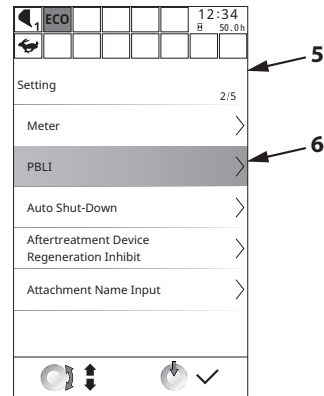 1 ECO 12:34
50.0h
5
Setting
2/5
Meter
6
PBLI
Auto Shut-Down
Aftertreatment Device
Regeneration Inhibit
Attachment Name Input